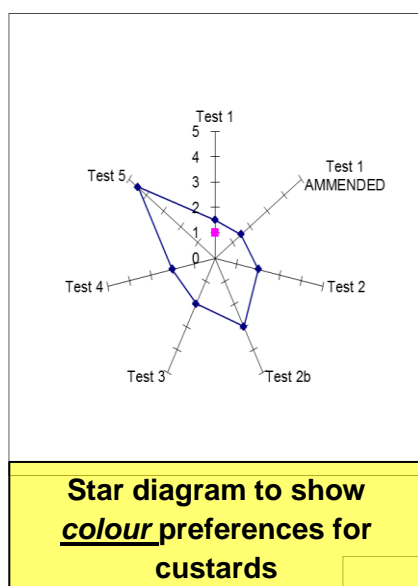 Test 1
5
4
3
2
1
0
Test 1
AMMENDED
Test 5
Test 4
Test 2
Test 3
Test 2b
Star diagram to show
colour preferences for
custards